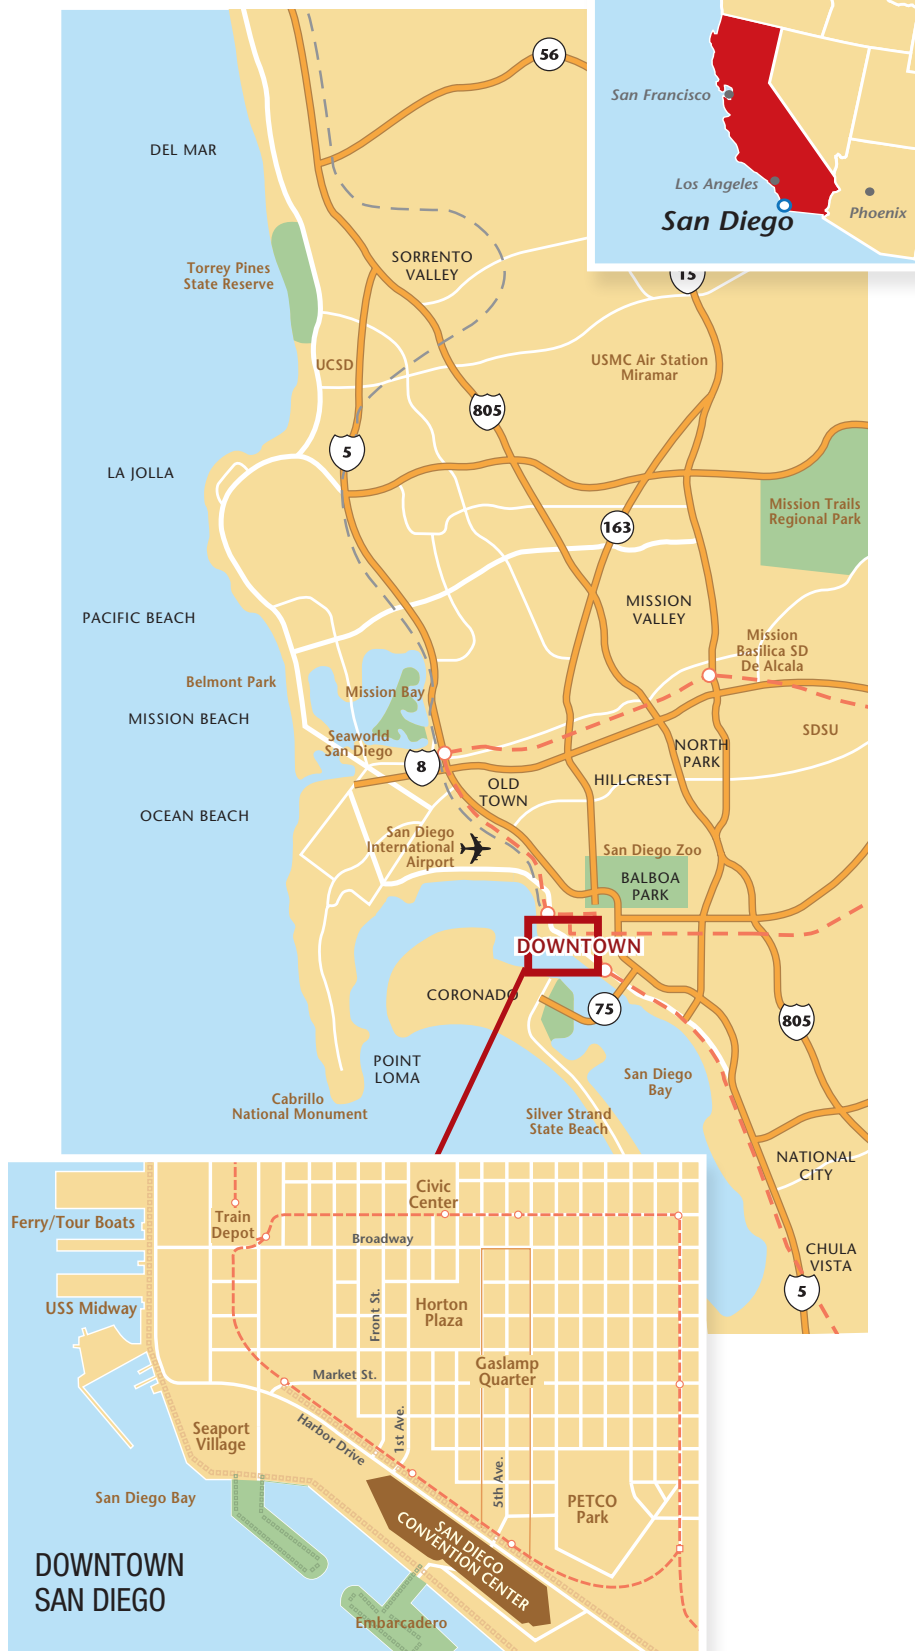 56
San Francisco
Los Angeles
San Diego
Phoenix
DEL MAR
SORRENTO
VALLEY
Torrey Pines
State Reserve
15
UCSD
USMC Air Station
Miramar
805
5
LA JOLLA
Mission Trails
Regional Park
163
PACIFIC BEACH
MISSION
VALLEY
Mission
Basilica SD
De Alcala
Belmont Park
Mission Bay
MISSION BEACH
Seaworld
San Diego
SDSU
NORTH
PARK
8
OLD
TOWN
HILLCREST
OCEAN BEACH
San Diego
International
Airport
San Diego Zoo
BALBOA
PARK
DOWNTOWN
CORONADO
75
805
POINT
LOMA
San Diego
Bay
Cabrillo
National Monument
Silver Strand
State Beach
NATIONAL
CITY
CHULA
VISTA
5
Civic
Center
Ferry/Tour Boats
Train
Depot
Broadway
USS Midway
Front St.
Horton
Plaza
Market St.
Gaslamp
Quarter
Seaport
Village
Harbor Drive
1st Ave.
5th Ave.
San Diego Bay
PETCO
Park
SAN DIEGO
CONVENTION CENTER
DOWNTOWN
SAN DIEGO
Embarcadero